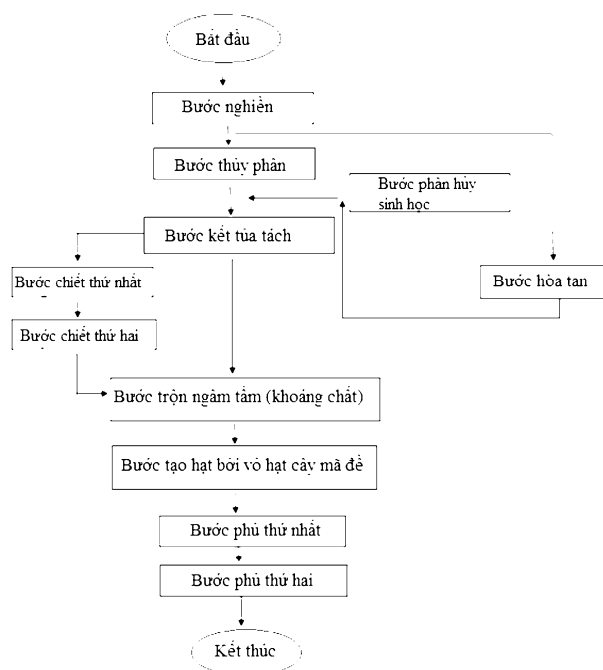 Bắt đầu
Bước nghiền
Bước thủy phân
Bước phân hủy
sinh học
Bước kết tủa tách
Bước chiết thứ nhất
Bước hòa tan
Bước chiết thứ hai
Bước trộn ngâm tẩm (khoáng chất)
Bước tạo hạt bởi vỏ hạt cây mã đề
Bước phủ thứ nhất
Bước phủ thứ hai
Kết thúc